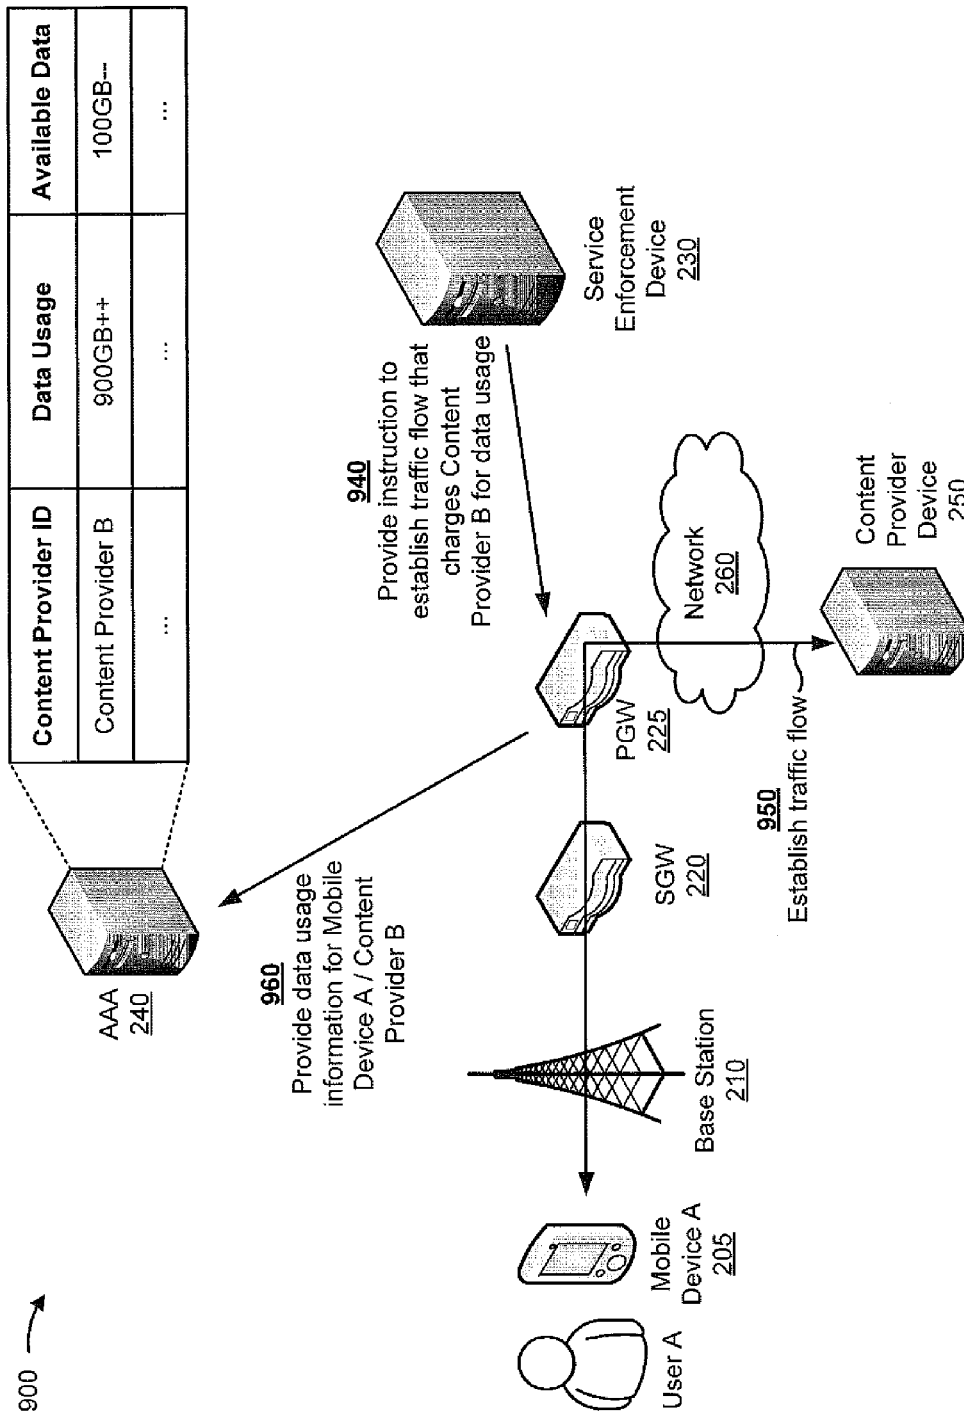 900
Content Provider ID Data Usage Available Data
Content Provider B 900GB++ 100GB--
... ... ...
AAA
240
960
Provide data usage
information for Mobile
Device A / Content
Provider B
940
Provide instruction to
establish traffic flow that
charges Content
Provider B for data usage
Service
Enforcement
Device
230
User A
Mobile
Device A
205
Base Station
210
SGW
220
PGW
225
Network
260
950
Establish traffic flow
Content
Provider
Device
250